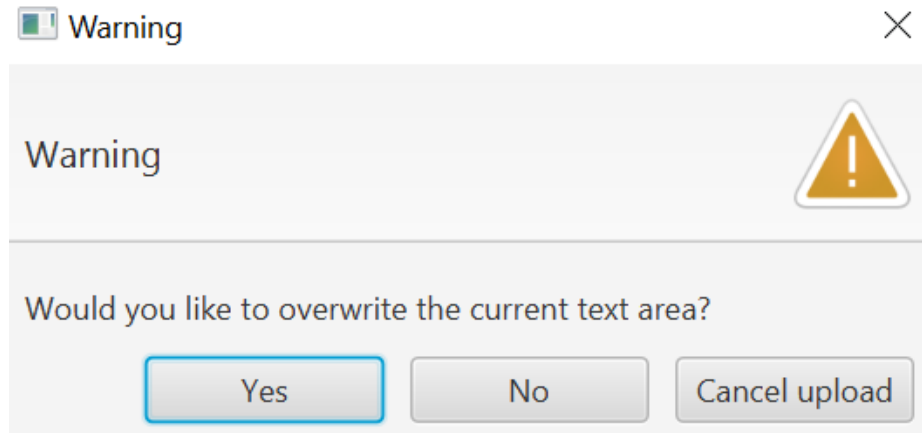 Warning
Warning
Would you like to overwrite the current text area?
Yes No Cancel upload